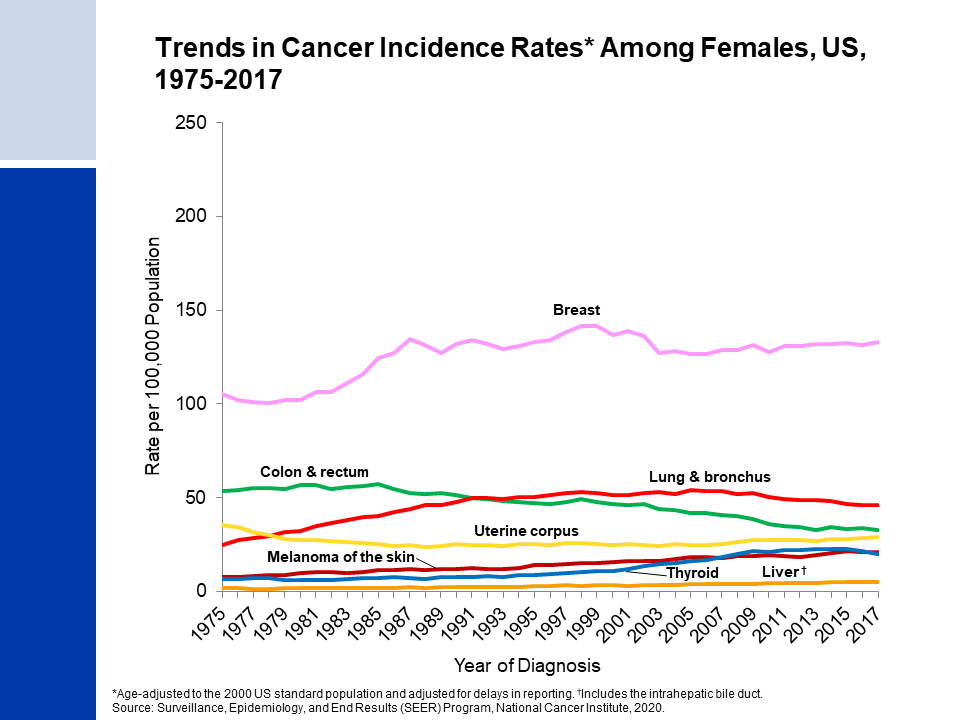 Trends in Cancer Incidence Rates* Among Females, US,
1975-2017
250
200
150
100
50
0
Rate per 100,000 Population
Breast
Colon & rectum
Lung & bronchus
Uterine corpus
Melanoma of the skin
Thyroid
Liver†
1975
1977
1979
1981
1983
1985
1987
1989
1991
1993
1995
1997
1999
2001
2003
2005
2007
2009
2011
2013
2015
2017
Year of Diagnosis
*Age-adjusted to the 2000 US standard population and adjusted for delays in reporting. †Includes the intrahepatic bile duct.
Source: Surveillance, Epidemiology, and End Results (SEER) Program, National Cancer Institute, 2020.